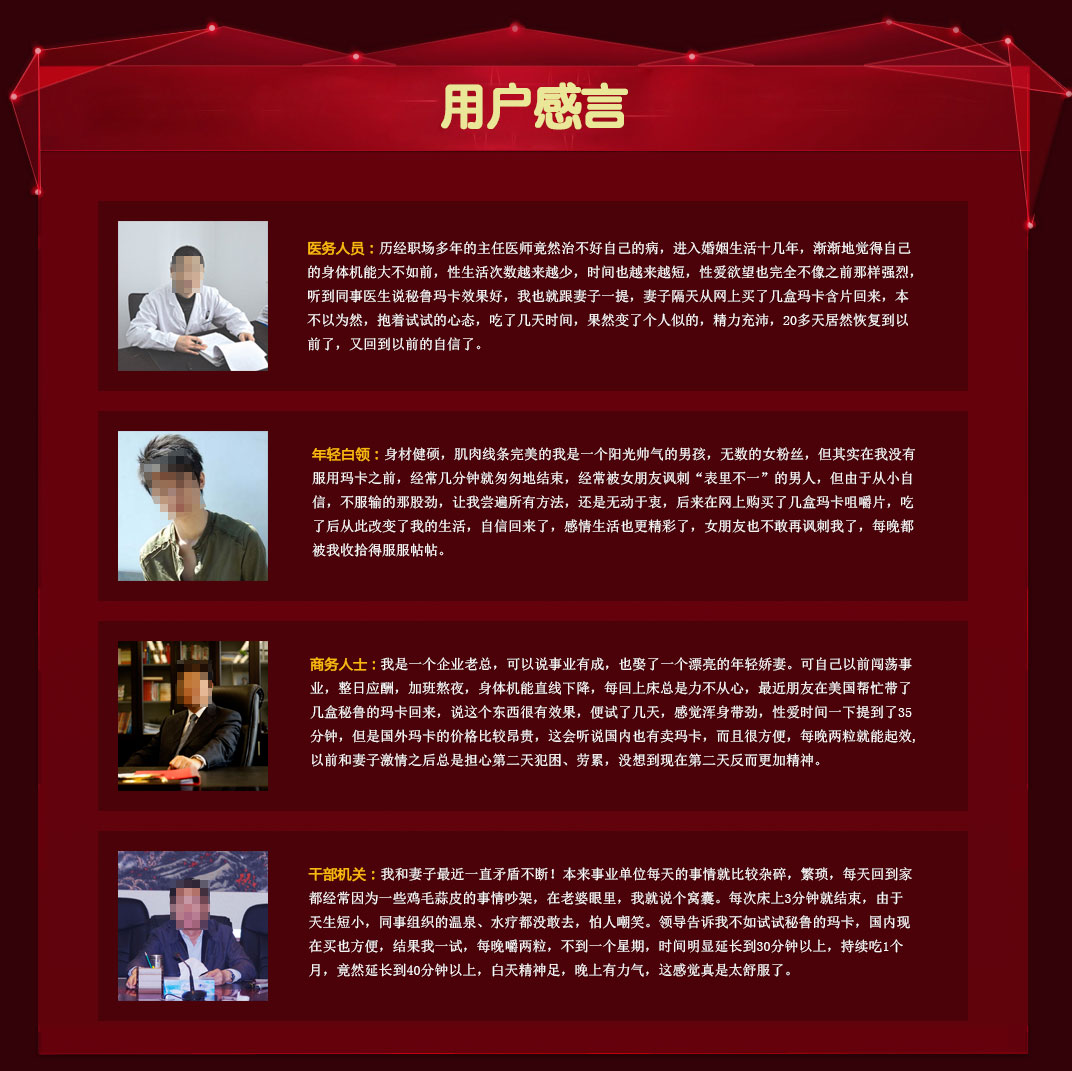 用户感言
医务人员：历经职场多年的主任医师竟然治不好自己的病，进入婚姻生活十几年，渐渐地觉得自己
的身体机能大不如前，性生活次数越来越少，时间也越来越短，性爱欲望也完全不像之前那样强烈，
听到同事医生说秘鲁玛卡效果好，我也就跟妻子一提，妻子隔天从网上买了几盒玛卡含片回来，本
不以为然，抱着试试的心态，吃了几天时间，果然变了个人似的，精力充沛，20多天居然恢复到以
前了，又回到以前的自信了。
年轻白领：身材健硕，肌肉线条完美的我是一个阳光帅气的男孩，无数的女粉丝，但其实在我没有
服用玛卡之前，经常几分钟就匆匆地结束，经常被女朋友讽刺“表里不一”的男人，但由于从小自
信，不服输的那股劲，让我尝遍所有方法，还是无动于衷，后来在网上购买了几盒玛卡咀嚼片，吃
了后从此改变了我的生活，自信回来了，感情生活也更精彩了，女朋友也不敢再讽刺我了，每晚都
被我收拾得服服帖帖。
商务人士：我是一个企业老总，可以说事业有成，也娶了一个漂亮的年轻娇妻。可自己以前闯荡事
业，整日应酬，加班熬夜，身体机能直线下降，每回上床总是力不从心，最近朋友在美国帮忙带了
几盒秘鲁的玛卡回来，说这个东西很有效果，便试了几天，感觉浑身带劲，性爱时间一下提到了35
分钟，但是国外玛卡的价格比较昂贵，这会听说国内也有卖玛卡，而且很方便，每晚两粒就能起效,
以前和妻子激情之后总是担心第二天犯困、劳累，没想到现在第二天反而更加精神。
干部机关：我和妻子最近一直矛盾不断！本来事业单位每天的事情就比较杂碎，繁琐，每天回到家
都经常因为一些鸡毛蒜皮的事情吵架，在老婆眼里，我就说个窝囊。每次床上3分钟就结束，由于
天生短小，同事组织的温泉、水疗都没敢去，怕人嘲笑。领导告诉我不如试试秘鲁的玛卡，国内现
在买也方便，结果我一试，每晚嚼两粒，不到一个星期，时间明显延长到30分钟以上，持续吃1个
月，竟然延长到40分钟以上，白天精神足，晚上有力气，这感觉真是太舒服了。